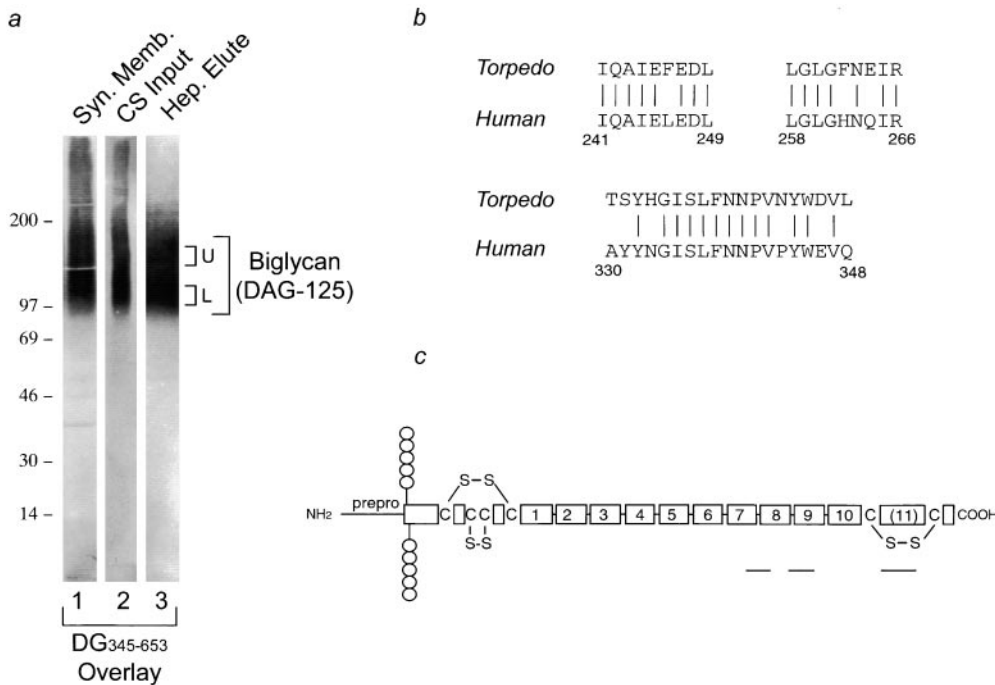 a
Syn. Memb.
CS Input
Hep. Elute
200
97
69
46
30
14
U
L
Biglycan
(DAG-125)
1 2 3
DG345-653
Overlay
b
Torpedo IQAIEFEDL LGLGFNEIR
Human IQAIELEDL LGLGHNQIR
241 249 258 266
Torpedo TSYHGISLFNNPVNYWDVL
Human AYYNGISLFNNPVPYWEVQ
330 348
c
S-S
NH2 prepro C C C C 1 2 3 4 5 6 7 8 9 10 C (11) C COOH
S-S S-S